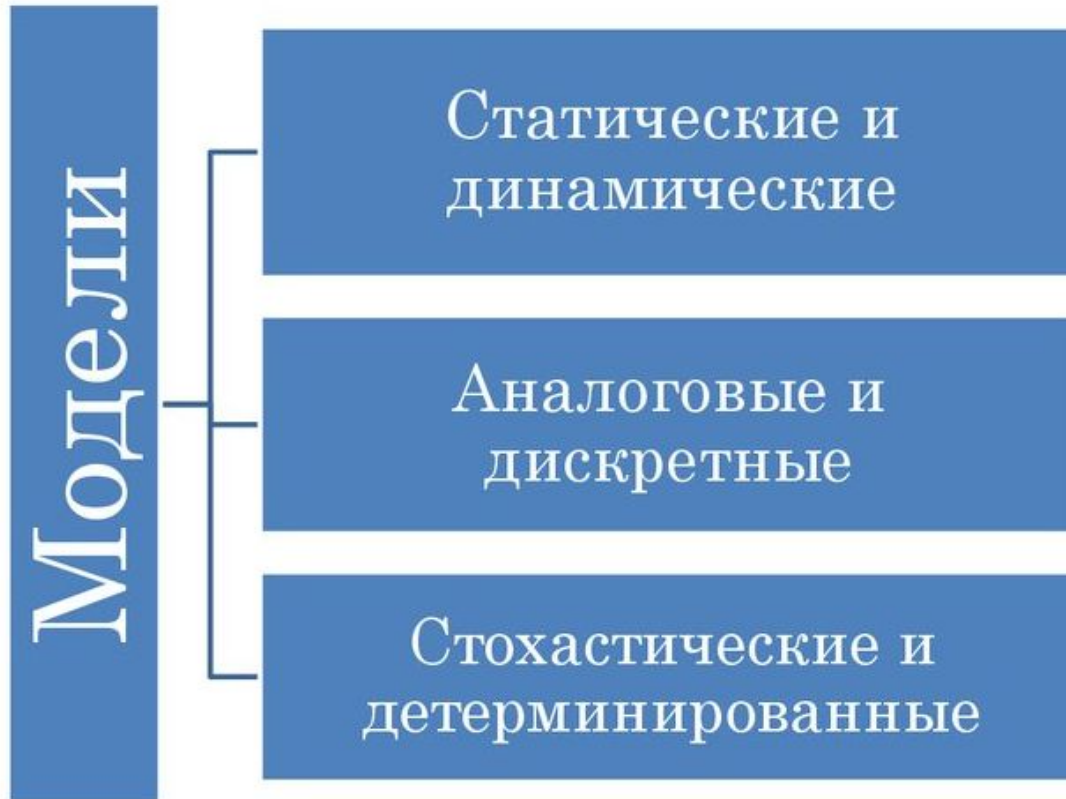 Модели
Статические и
динамические
Аналоговые и
дискретные
Стохастические и
детерминированные